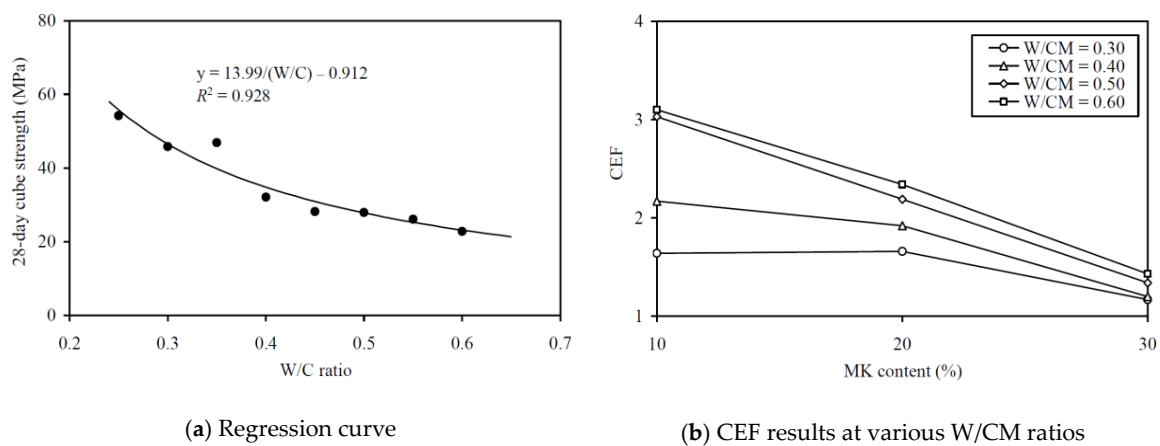 80
60
40
20
0
28-day cube strength (MPa)
y = 13.99/(W/C) – 0.912
R² = 0.928
0.2 0.3 0.4 0.5 0.6 0.7
W/C ratio
(a) Regression curve
4
3
2
1
CEF
W/CM = 0.30
W/CM = 0.40
W/CM = 0.50
W/CM = 0.60
10 20 30
MK content (%)
(b) CEF results at various W/CM ratios